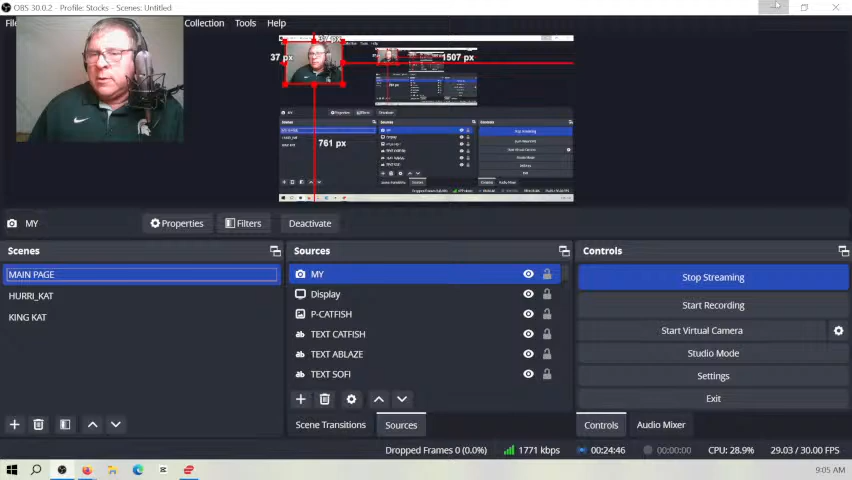 OBS 30.0.2 - Profile: Stocks - Scenes: Untitled
Collection Tools Help
37 px
1507 px
761 px
MY Properties Filters Deactivate
Scenes
MAIN PAGE
HURRI_KAT
KING KAT
Sources
MY
Display
P-CATFISH
ab TEXT CATFISH
ab TEXT ABLAZE
ab TEXT SOFI
Scene Transitions Sources
Controls
Stop Streaming
Start Recording
Start Virtual Camera
Studio Mode
Settings
Exit
Controls Audio Mixer
Dropped Frames 0 (0.0%) 1771 kbps 00:24:46 00:00:00 CPU: 28.9% 29.03 / 30.00 FPS
9:05 AM